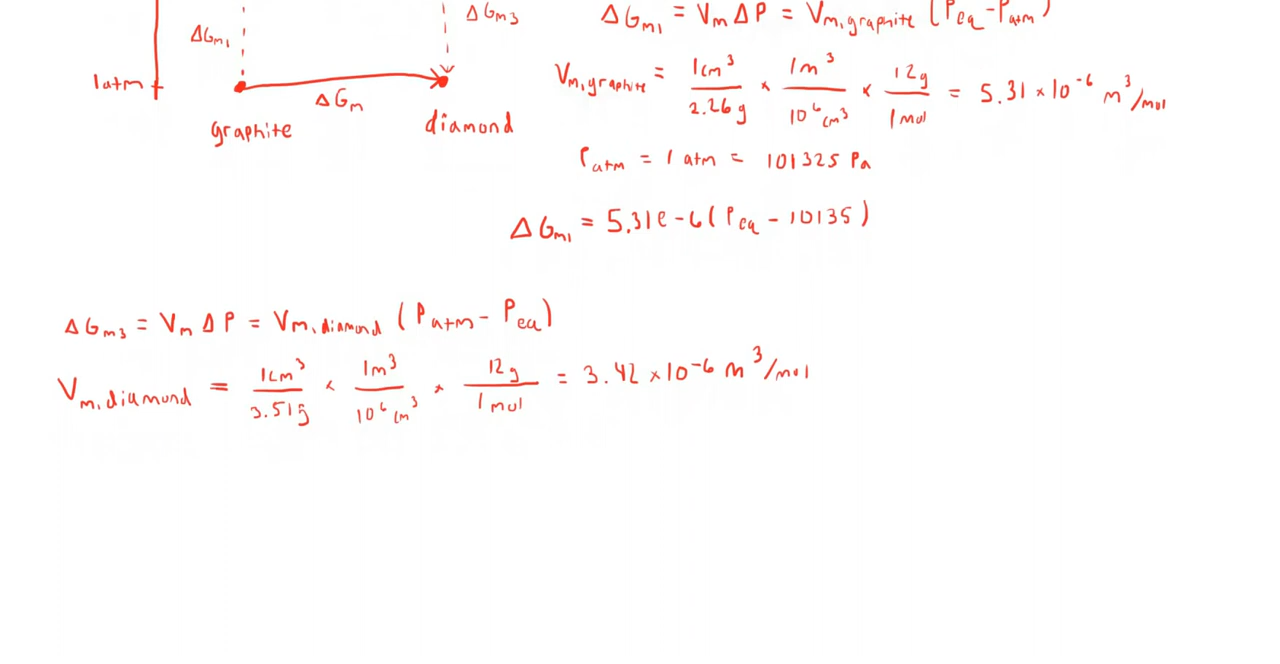 ΔGm3
ΔGm1 = Vm ΔP = Vm,graphite (Peq - Patm)
ΔGm1
1atm
ΔGm
graphite
diamond
Vm,graphite = 1cm³/2.26g × 1m³/10⁶cm³ × 12g/1mol = 5.31 × 10⁻⁶ m³/mol
Patm = 1 atm = 101325 Pa
ΔGm1 = 5.31e-6(Peq - 10135)
ΔGm3 = Vm ΔP = Vm,diamond (Patm - Peq)
Vm,diamond = 1cm³/3.51g × 1m³/10⁶cm³ × 12g/1mol = 3.42 × 10⁻⁶ m³/mol